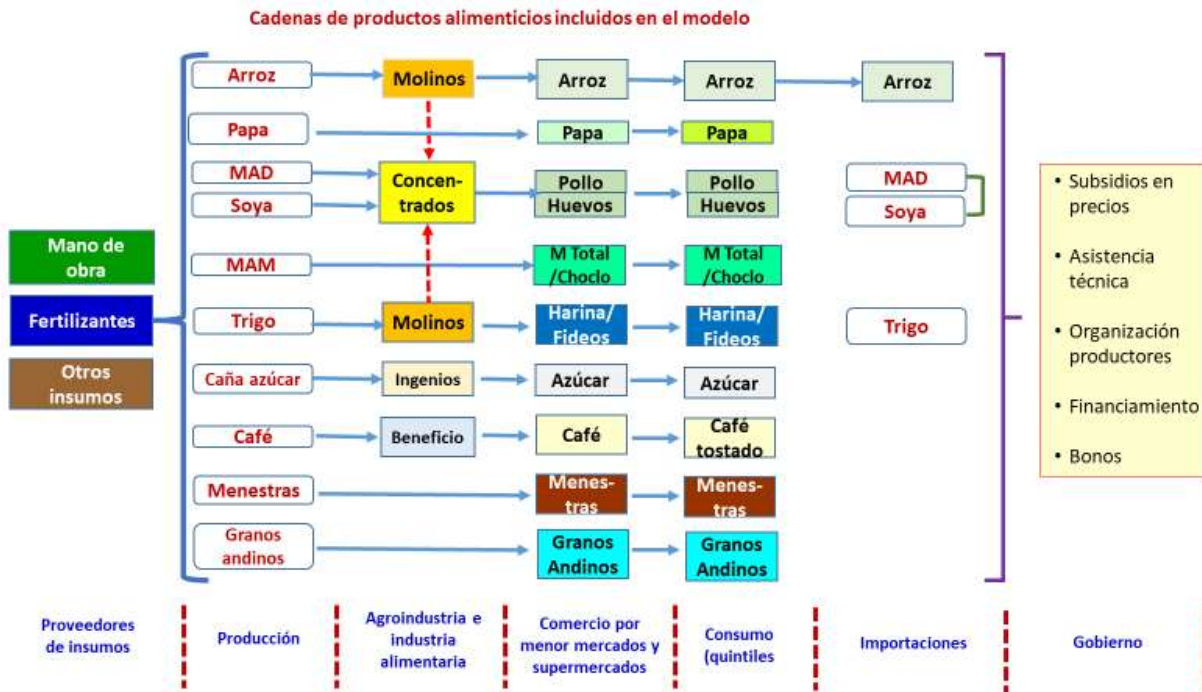 Cadenas de productos alimenticios incluidos en el modelo
Mano de
obra
Fertilizantes
Otros
insumos
Arroz
Papa
MAD
Soya
MAM
Trigo
Caña azúcar
Café
Menestras
Granos
andinos
Molinos
Concen-
trados
Molinos
Ingenios
Beneficio
Arroz
Papa
Pollo
Huevos
M Total
/Choclo
Harina/
Fideos
Azúcar
Café
Menes-
tras
Granos
Andinos
Arroz
Papa
Pollo
Huevos
M Total
/Choclo
Harina/
Fideos
Azúcar
Café
tostado
Menes-
tras
Granos
Andinos
Arroz
MAD
Soya
Trigo
• Subsidios en
precios
• Asistencia
técnica
• Organización
productores
• Financiamiento
• Bonos
Proveedores
de insumos
Producción
Agroindustria e
industria
alimentaria
Comercio por
menor mercados y
supermercados
Consumo
(quintiles
Importaciones
Gobierno